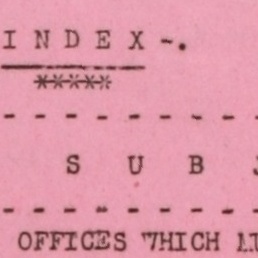 INDEX -.
*****
- - - - - - - - -
S U B
- - - - - - - - -
OFFICES WHICH